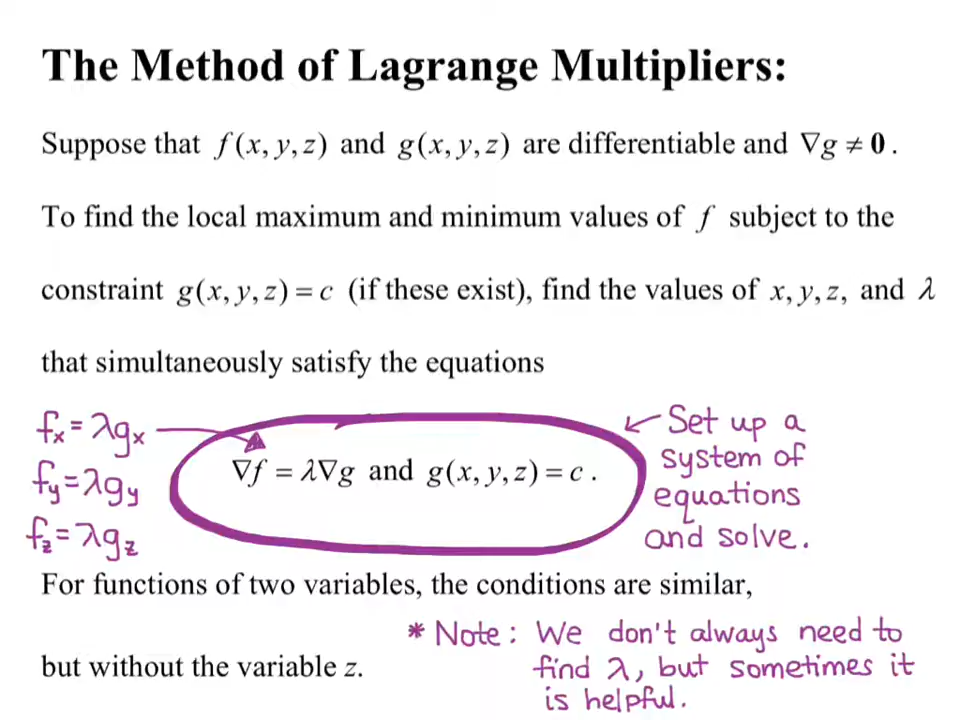 The Method of Lagrange Multipliers:
Suppose that f(x, y, z) and g(x, y, z) are differentiable and ∇g ≠ 0.
To find the local maximum and minimum values of f subject to the
constraint g(x, y, z) = c (if these exist), find the values of x, y, z, and λ
that simultaneously satisfy the equations
fx = λgx
fy = λgy
fz = λgz
∇f = λ∇g and g(x, y, z) = c.
Set up a
system of
equations
and solve.
For functions of two variables, the conditions are similar,
but without the variable z.
* Note: We don't always need to
find λ, but sometimes it
is helpful.